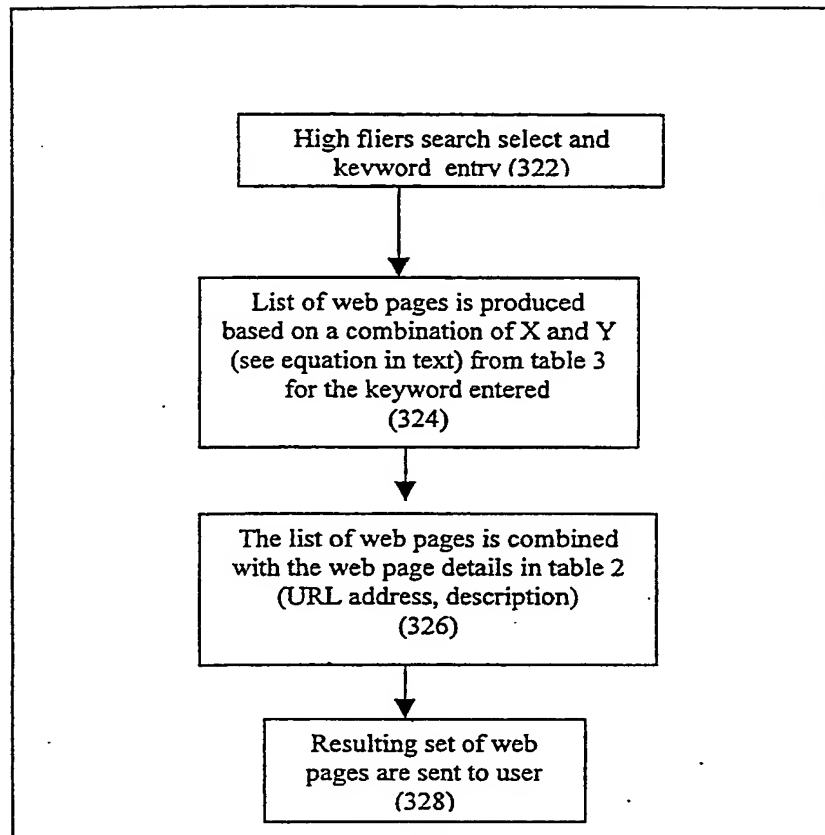 High fliers search select and
keyword entry (322)
List of web pages is produced
based on a combination of X and Y
(see equation in text) from table 3
for the keyword entered
(324)
The list of web pages is combined
with the web page details in table 2
(URL address, description)
(326)
Resulting set of web
pages are sent to user
(328)